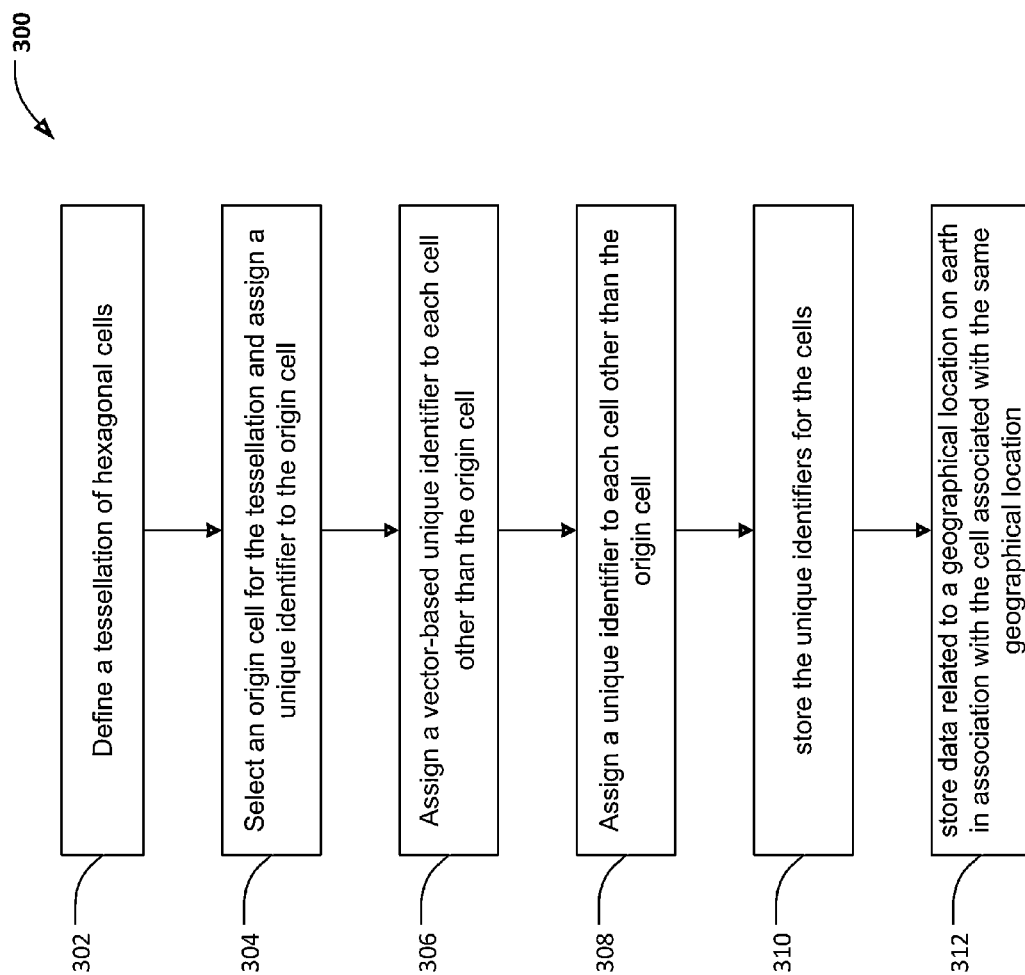 300
302
Define a tessellation of hexagonal cells
304
Select an origin cell for the tessellation and assign a
unique identifier to the origin cell
306
Assign a vector-based unique identifier to each cell
other than the origin cell
308
Assign a unique identifier to each cell other than the
origin cell
310
store the unique identifiers for the cells
312
store data related to a geographical location on earth
in association with the cell associated with the same
geographical location